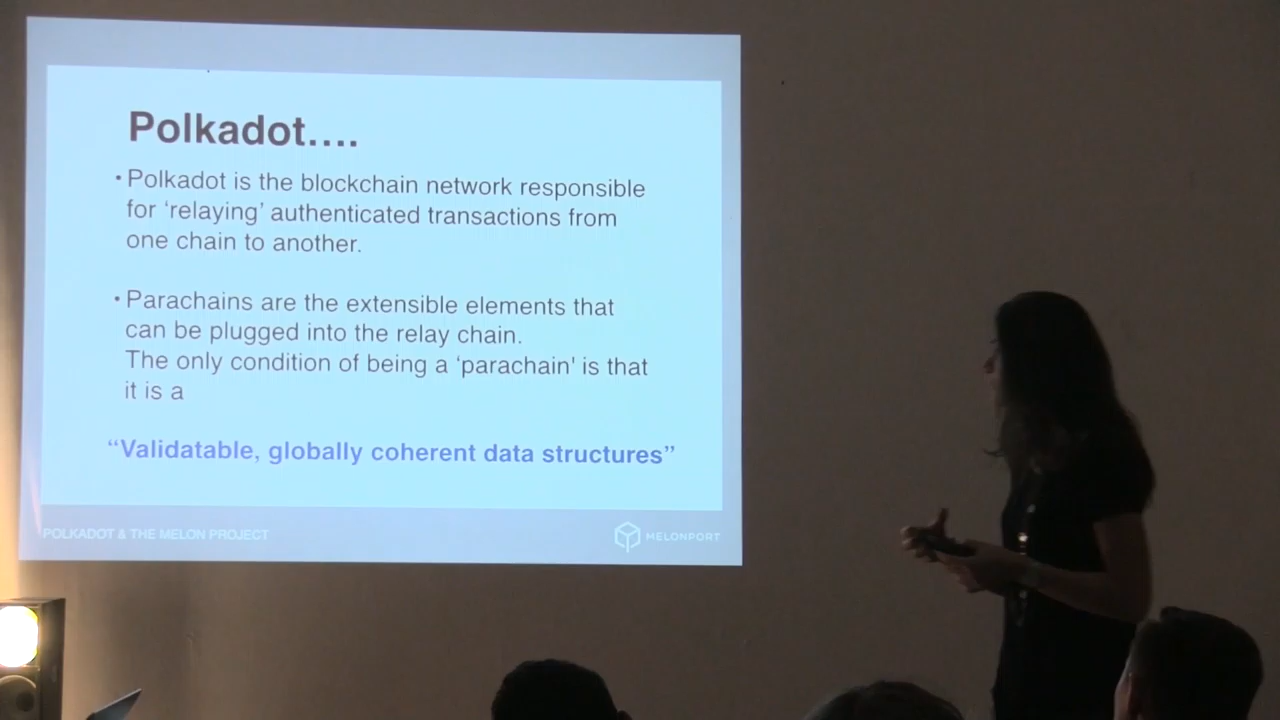 Polkadot....
• Polkadot is the blockchain network responsible
for ‘relaying’ authenticated transactions from
one chain to another.
• Parachains are the extensible elements that
can be plugged into the relay chain.
The only condition of being a ‘parachain' is that
it is a
“Validatable, globally coherent data structures”
POLKADOT & THE MELON PROJECT
MELONPORT